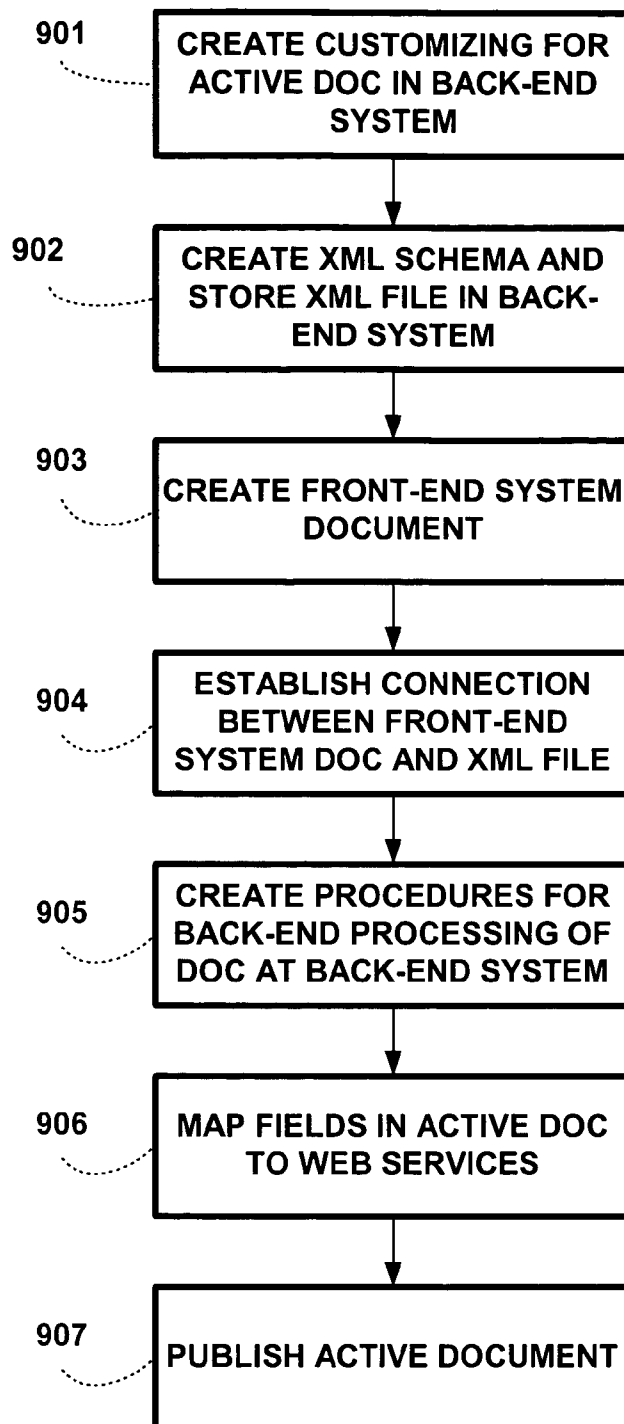 901
CREATE CUSTOMIZING FOR
ACTIVE DOC IN BACK-END
SYSTEM
902
CREATE XML SCHEMA AND
STORE XML FILE IN BACK-
END SYSTEM
903
CREATE FRONT-END SYSTEM
DOCUMENT
904
ESTABLISH CONNECTION
BETWEEN FRONT-END
SYSTEM DOC AND XML FILE
905
CREATE PROCEDURES FOR
BACK-END PROCESSING OF
DOC AT BACK-END SYSTEM
906
MAP FIELDS IN ACTIVE DOC
TO WEB SERVICES
907
PUBLISH ACTIVE DOCUMENT